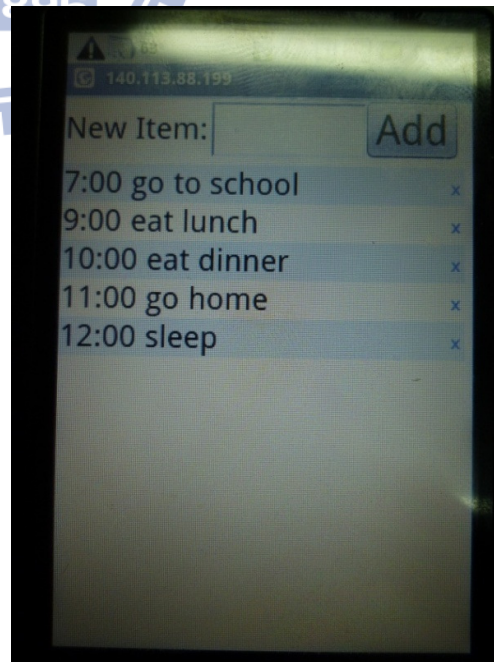 140.113.88.199
New Item: Add
7:00 go to school x
9:00 eat lunch x
10:00 eat dinner x
11:00 go home x
12:00 sleep x